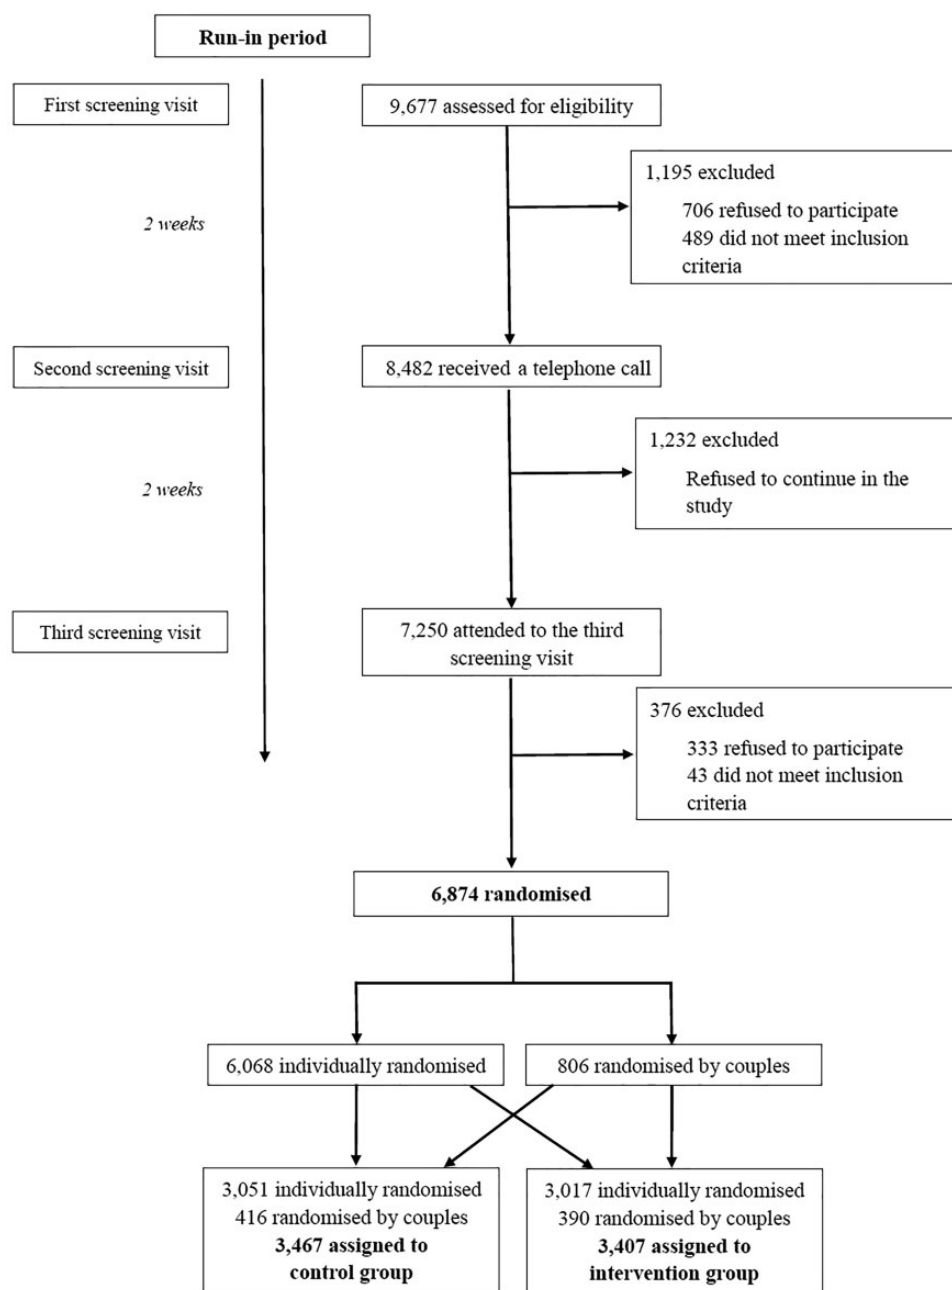 Run-in period
First screening visit
9,677 assessed for eligibility
1,195 excluded
706 refused to participate
489 did not meet inclusion
criteria
2 weeks
Second screening visit
8,482 received a telephone call
1,232 excluded
Refused to continue in the
study
2 weeks
Third screening visit
7,250 attended to the third
screening visit
376 excluded
333 refused to participate
43 did not meet inclusion
criteria
6,874 randomised
6,068 individually randomised
806 randomised by couples
3,051 individually randomised
416 randomised by couples
3,467 assigned to
control group
3,017 individually randomised
390 randomised by couples
3,407 assigned to
intervention group